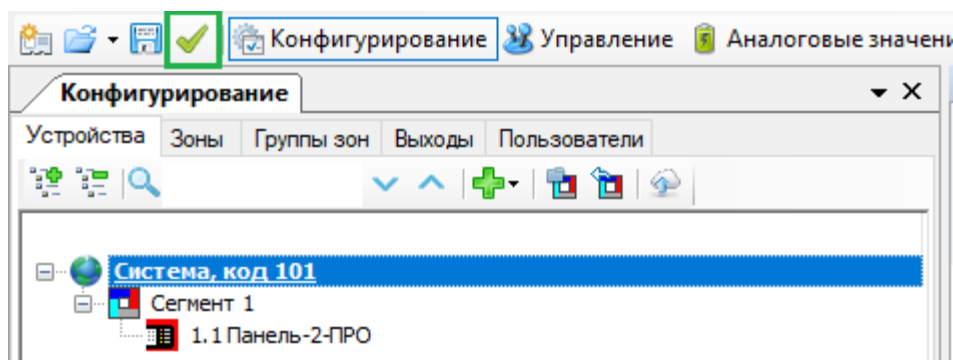 Конфигурирование Управление Аналоговые значен
Конфигурирование
Устройства Зоны Группы зон Выходы Пользователи
Система, код 101
Сегмент 1
1.1 Панель-2-ПРО